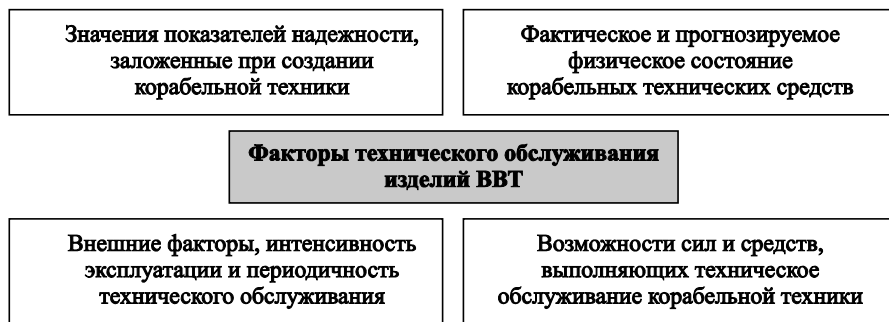 Значения показателей надежности,
заложенные при создании
корабельной техники
Фактическое и прогнозируемое
физическое состояние
корабельных технических средств
Факторы технического обслуживания
изделий ВВТ
Внешние факторы, интенсивность
эксплуатации и периодичность
технического обслуживания
Возможности сил и средств,
выполняющих техническое
обслуживание корабельной техники